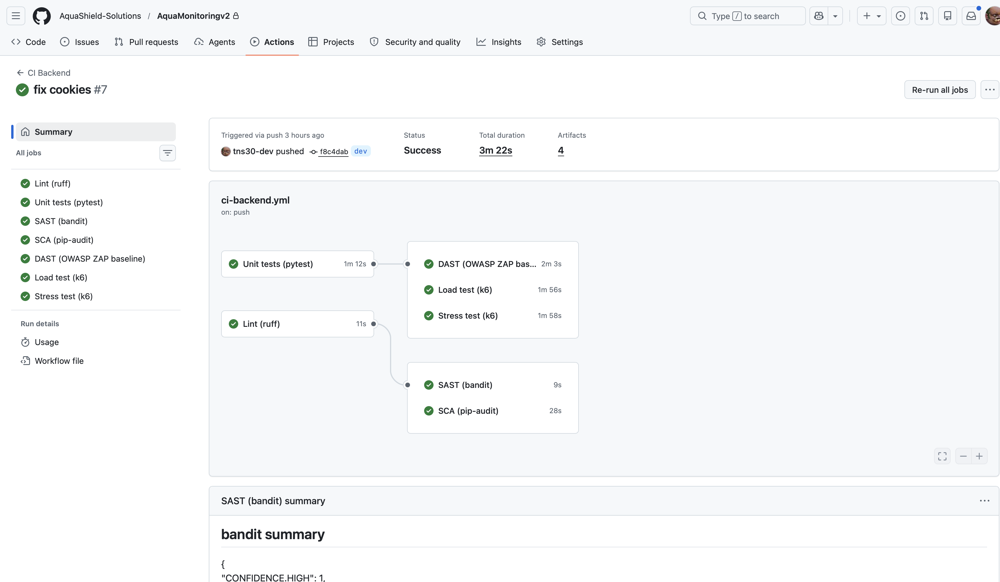 AquaShield-Solutions / AquaMonitoringv2
Type / to search
Code Issues Pull requests Agents Actions Projects Security and quality Insights Settings
CI Backend
fix cookies #7
Re-run all jobs
Summary
All jobs
Lint (ruff)
Unit tests (pytest)
SAST (bandit)
SCA (pip-audit)
DAST (OWASP ZAP baseline)
Load test (k6)
Stress test (k6)
Run details
Usage
Workflow file
Triggered via push 3 hours ago
tns30-dev pushed f8c4dab dev
Status
Success
Total duration
3m 22s
Artifacts
4
ci-backend.yml
on: push
Unit tests (pytest) 1m 12s
Lint (ruff) 11s
DAST (OWASP ZAP bas... 2m 3s
Load test (k6) 1m 56s
Stress test (k6) 1m 58s
SAST (bandit) 9s
SCA (pip-audit) 28s
SAST (bandit) summary
bandit summary
{
"CONFIDENCE.HIGH": 1,